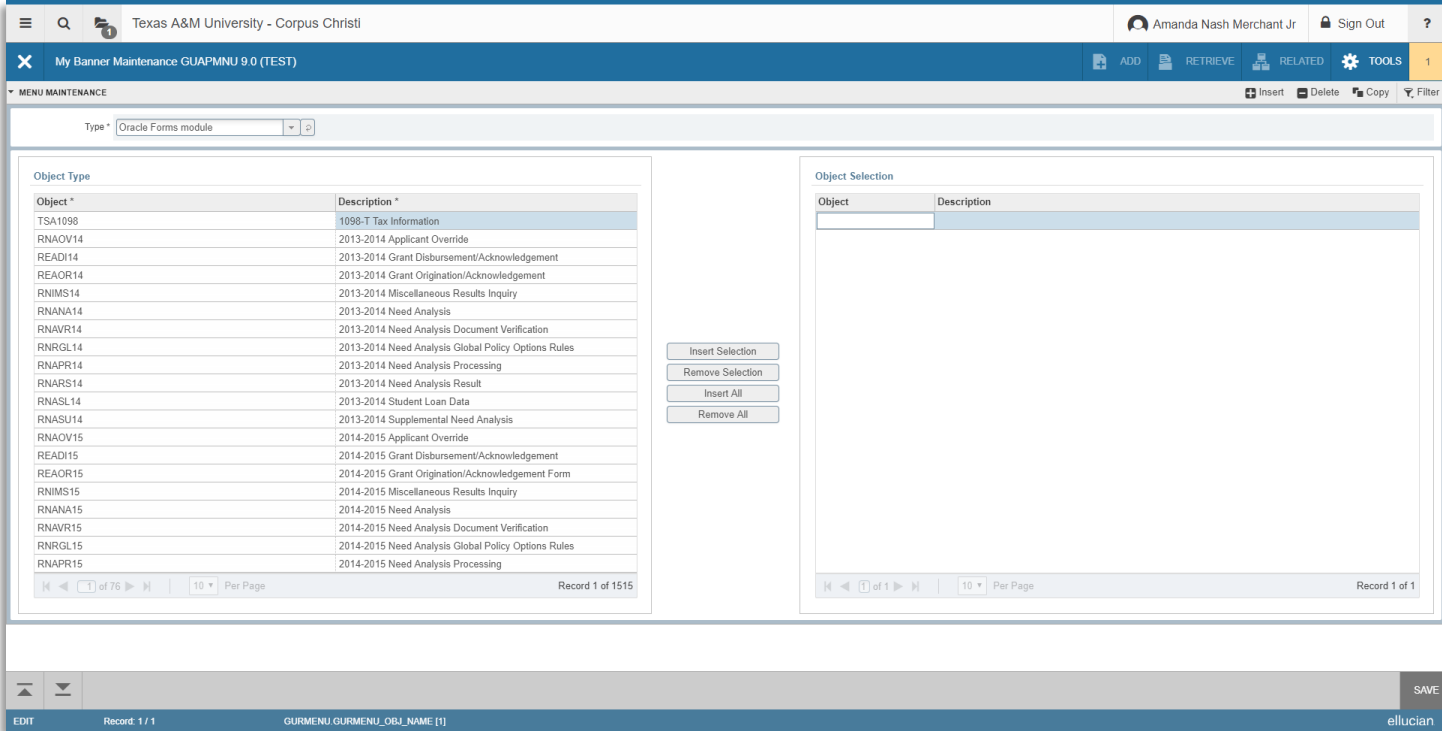 Texas A&M University - Corpus Christi Amanda Nash Merchant Jr Sign Out ?
1
My Banner Maintenance GUAPMNU 9.0 (TEST) ADD RETRIEVE RELATED TOOLS 1
MENU MAINTENANCE Insert Delete Copy Filter
Type * Oracle Forms module
Object Type
Object * Description *
TSA1098 1098-T Tax Information
RNAOV14 2013-2014 Applicant Override
READI14 2013-2014 Grant Disbursement/Acknowledgement
REAOR14 2013-2014 Grant Origination/Acknowledgement
RNIMS14 2013-2014 Miscellaneous Results Inquiry
RNANA14 2013-2014 Need Analysis
RNAVR14 2013-2014 Need Analysis Document Verification
RNRGL14 2013-2014 Need Analysis Global Policy Options Rules
RNAPR14 2013-2014 Need Analysis Processing
RNARS14 2013-2014 Need Analysis Result
RNASL14 2013-2014 Student Loan Data
RNASU14 2013-2014 Supplemental Need Analysis
RNAOV15 2014-2015 Applicant Override
READI15 2014-2015 Grant Disbursement/Acknowledgement
REAOR15 2014-2015 Grant Origination/Acknowledgement Form
RNIMS15 2014-2015 Miscellaneous Results Inquiry
RNANA15 2014-2015 Need Analysis
RNAVR15 2014-2015 Need Analysis Document Verification
RNRGL15 2014-2015 Need Analysis Global Policy Options Rules
RNAPR15 2014-2015 Need Analysis Processing
1 of 76 10 Per Page Record 1 of 1515
Insert Selection
Remove Selection
Insert All
Remove All
Object Selection
Object Description
1 of 1 10 Per Page Record 1 of 1
SAVE
EDIT Record: 1 / 1 GURMENU.GURMENU_OBJ_NAME [1] ellucian